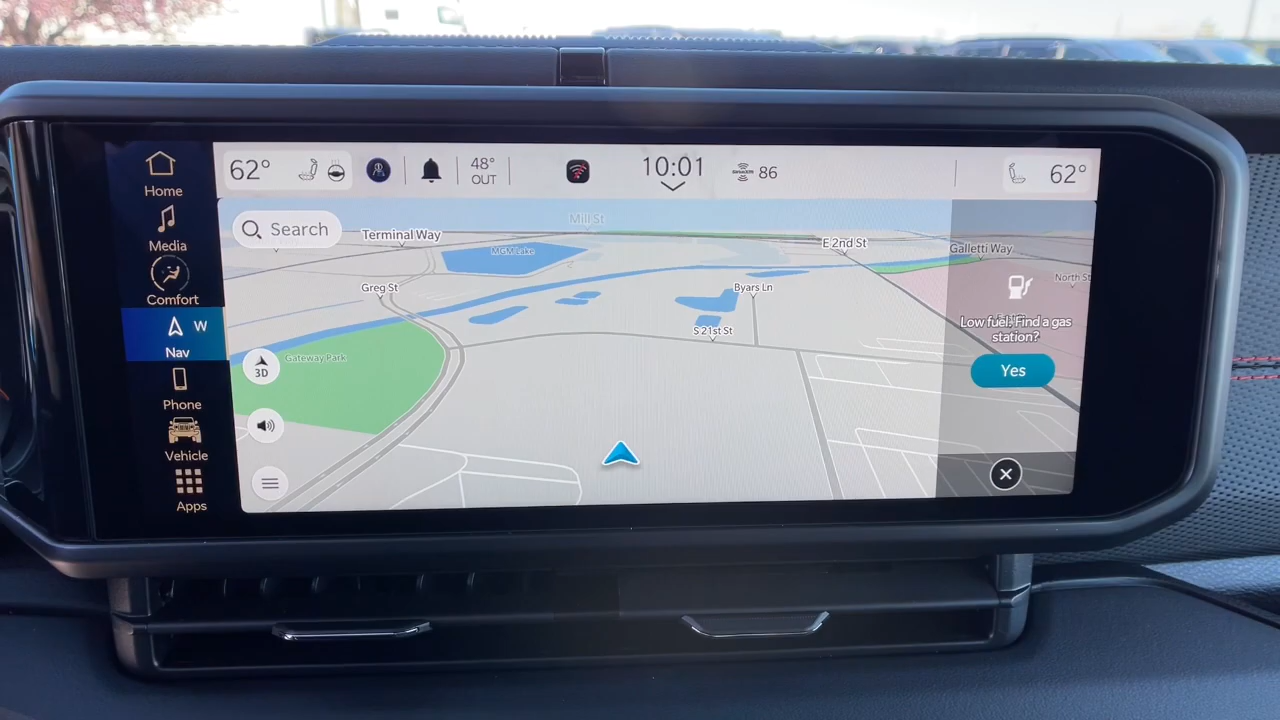 Home
Media
Comfort
W
Nav
Phone
Vehicle
Apps
62°
48°
OUT
10:01
86
62°
Search
Mill St
Terminal Way
MGM Lake
E 2nd St
Galletti Way
Greg St
Byars Ln
North St
S 21st St
Gateway Park
3D
Low fuel. Find a gas
station?
Yes